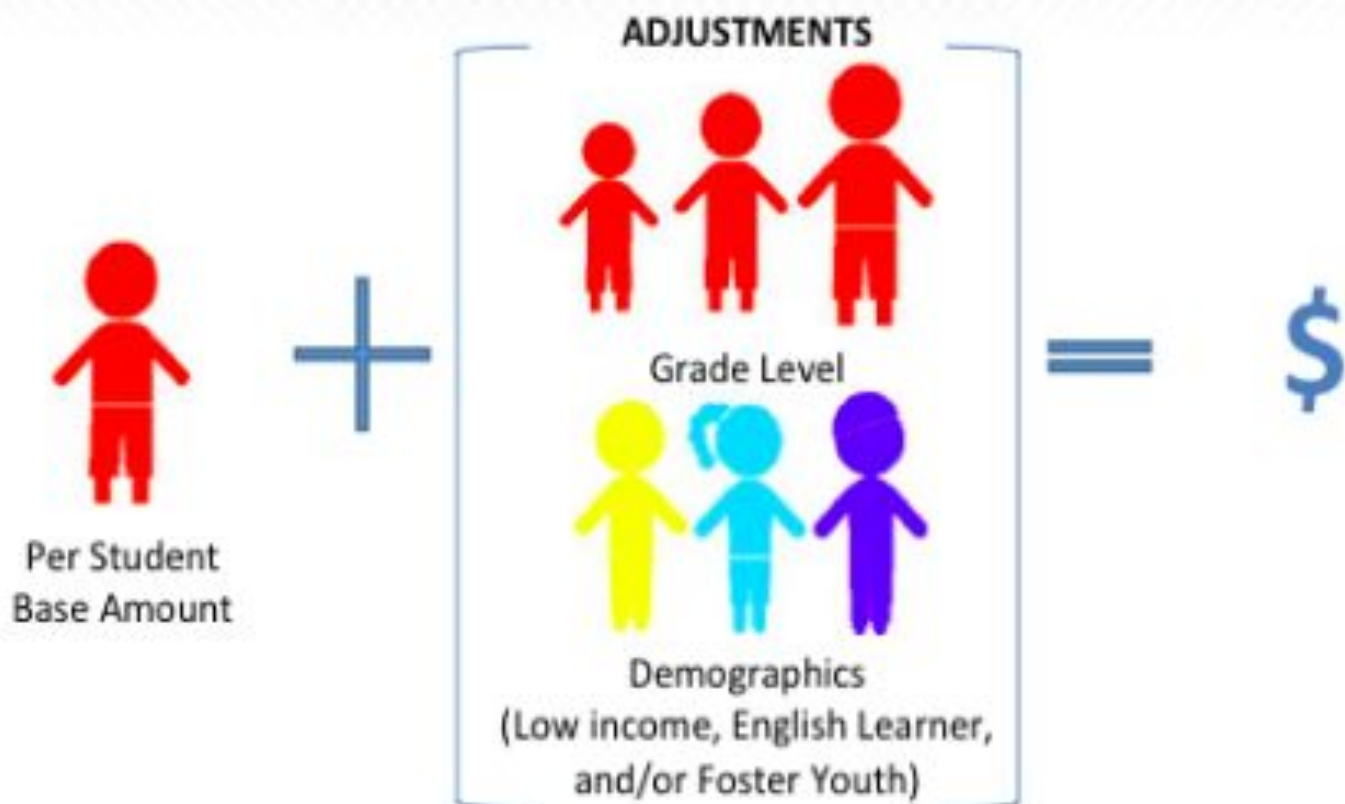 ADJUSTMENTS
Per Student
Base Amount
Grade Level
Demographics
(Low income, English Learner,
and/or Foster Youth)
$